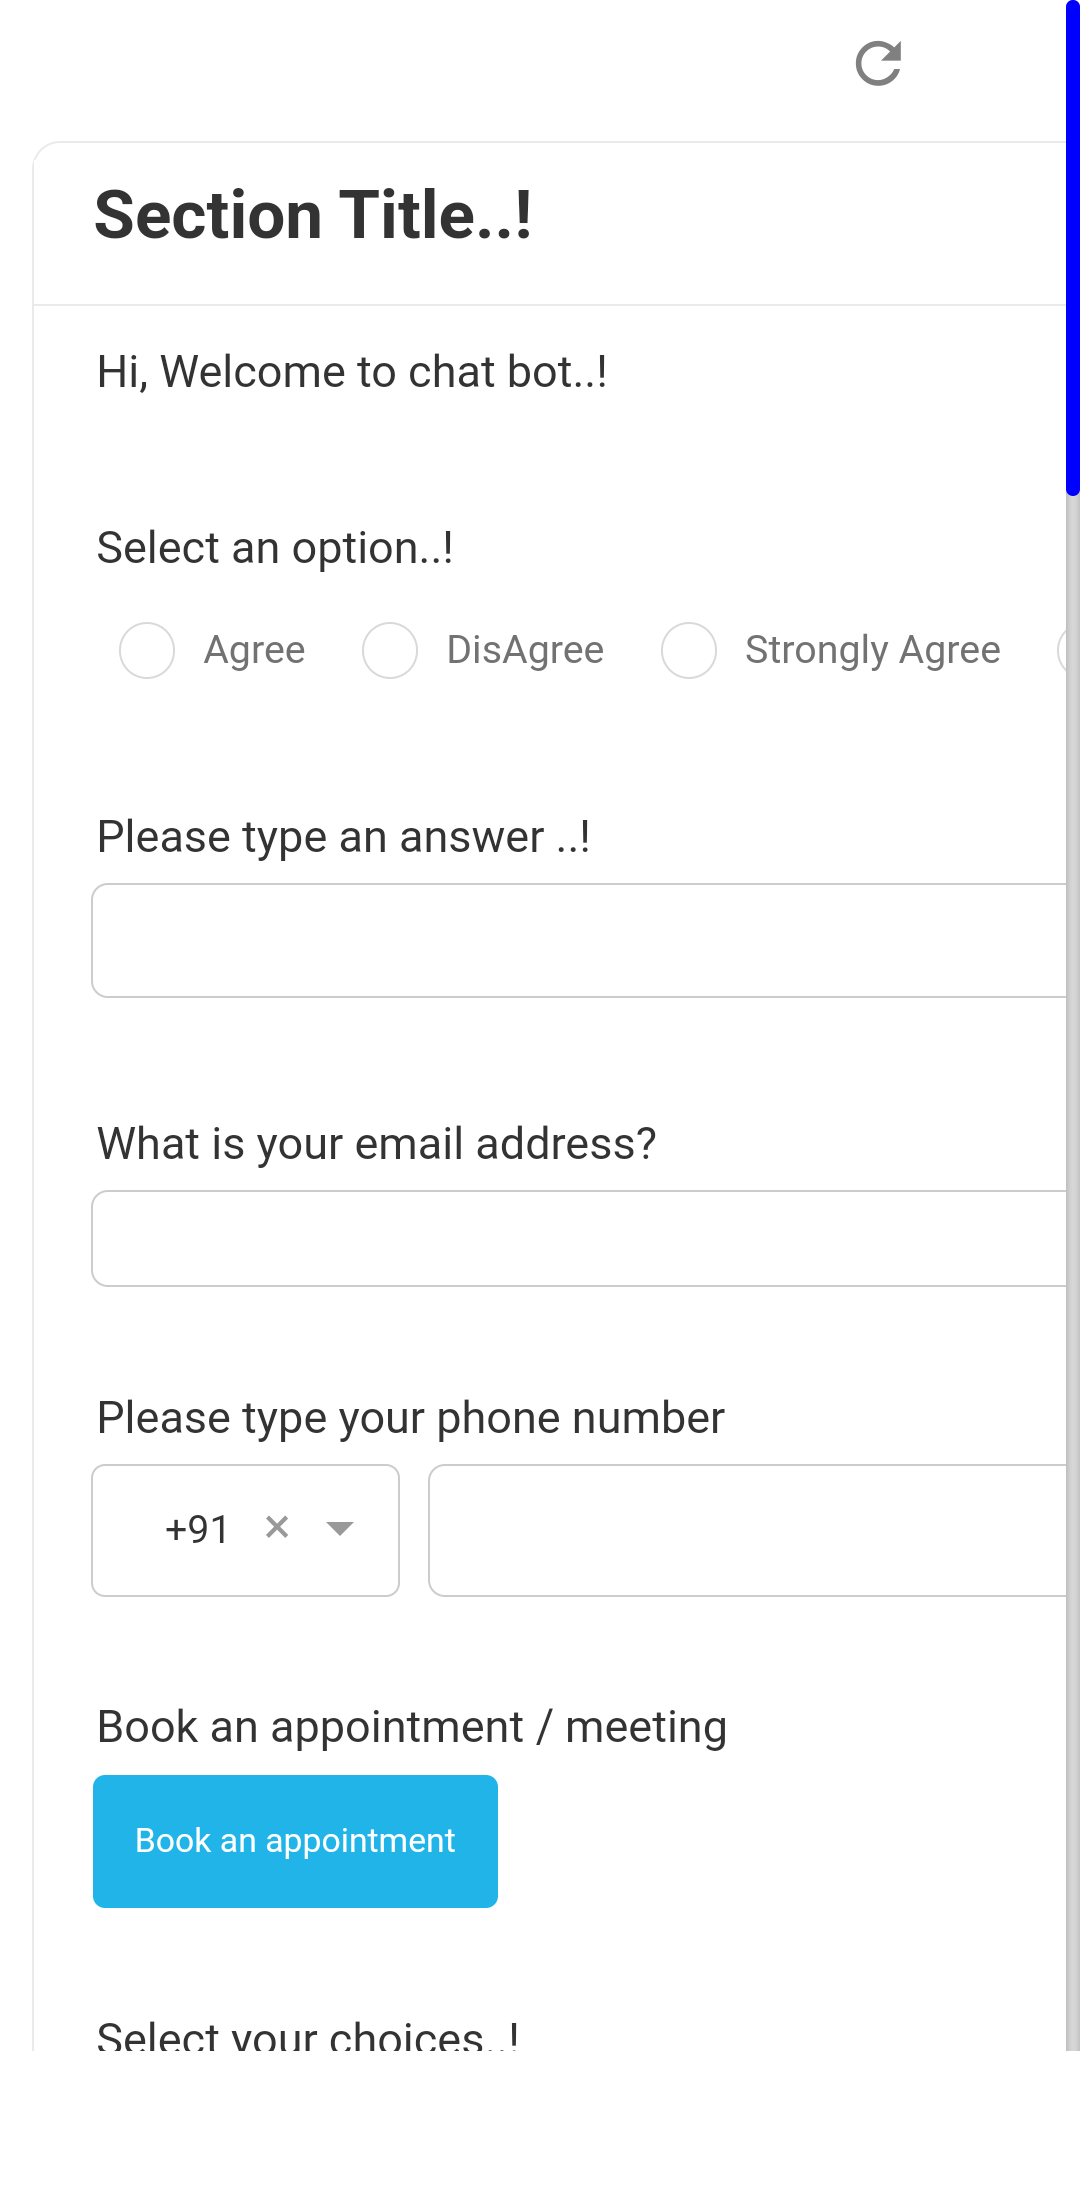 Section Title..!
Hi, Welcome to chat bot..!
Select an option..!
Agree DisAgree Strongly Agree
Please type an answer ..!
What is your email address?
Please type your phone number
+91
Book an appointment / meeting
Book an appointment
Select your choices..!